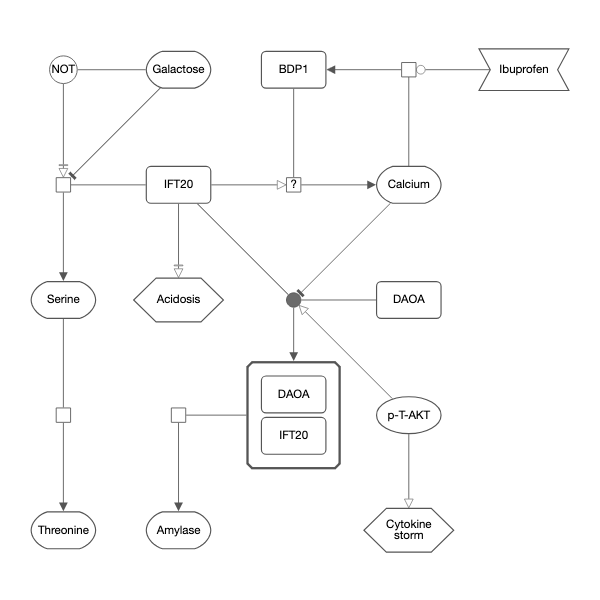 NOT
Galactose
BDP1
Ibuprofen
IFT20
?
Calcium
Serine
Acidosis
DAOA
DAOA
IFT20
p-T-AKT
Threonine
Amylase
Cytokine
storm